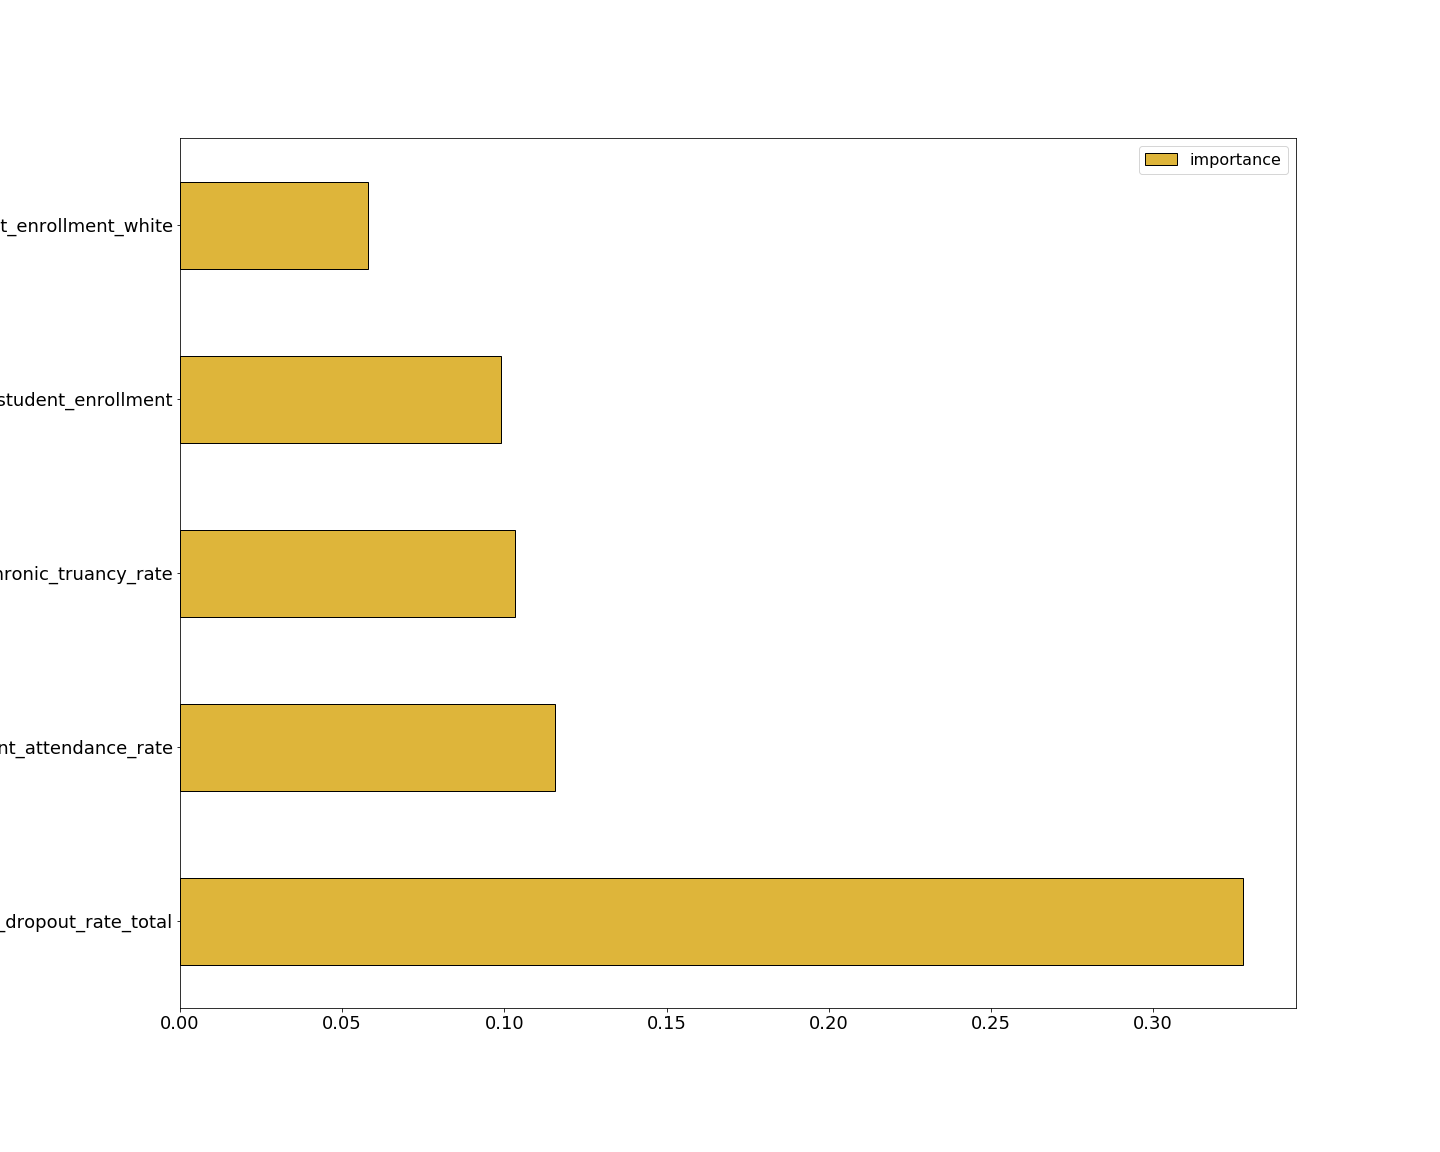 importance
t_enrollment_white
student_enrollment
hronic_truancy_rate
nt_attendance_rate
_dropout_rate_total
0.00 0.05 0.10 0.15 0.20 0.25 0.30